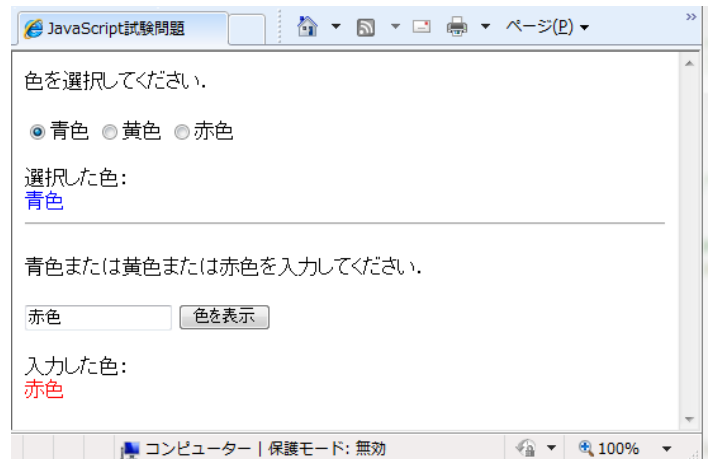 JavaScript試験問題 ページ(P) »
色を選択してください．
青色 黄色 赤色
選択した色：
青色
青色または黄色または赤色を入力してください．
赤色 色を表示
入力した色：
赤色
コンピューター | 保護モード: 無効 100%